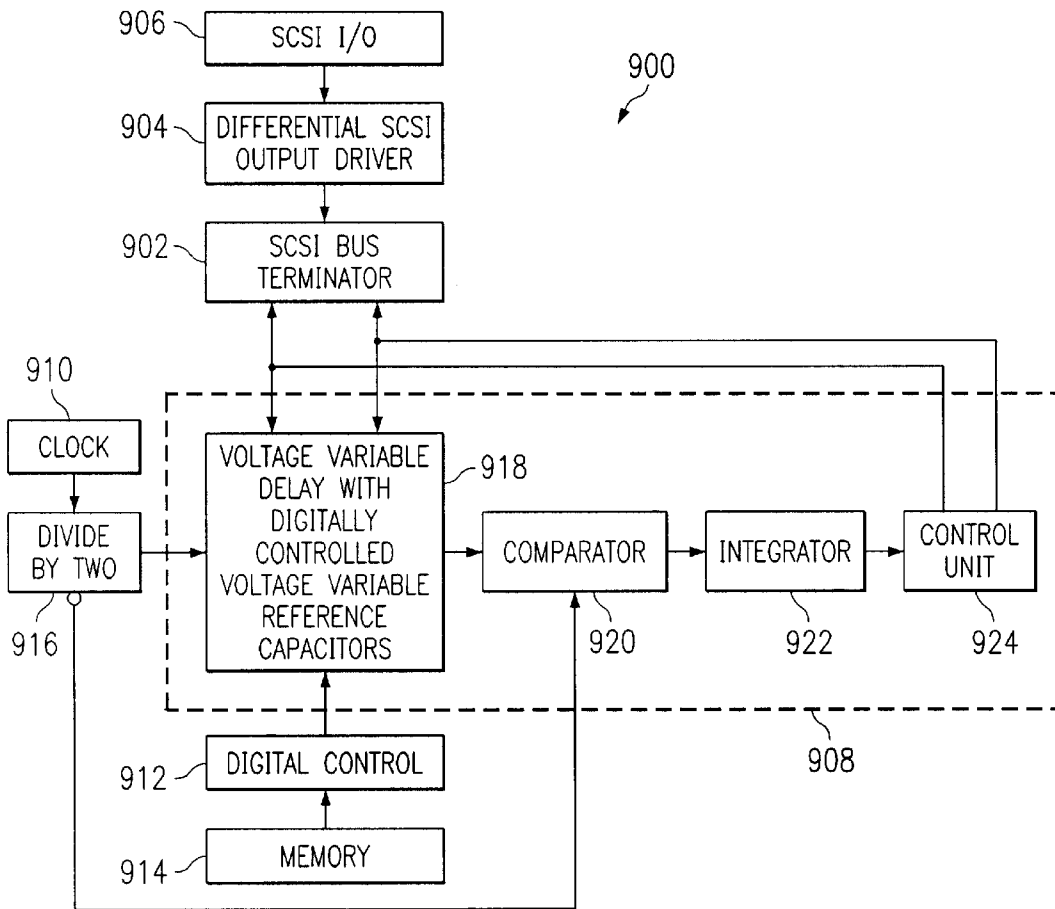 906
SCSI I/O
900
904
DIFFERENTIAL SCSI
OUTPUT DRIVER
902
SCSI BUS
TERMINATOR
910
CLOCK
DIVIDE
BY TWO
916
VOLTAGE VARIABLE
DELAY WITH
DIGITALLY
CONTROLLED
VOLTAGE VARIABLE
REFERENCE
CAPACITORS
918
COMPARATOR
920
INTEGRATOR
922
CONTROL
UNIT
924
908
912
DIGITAL CONTROL
914
MEMORY